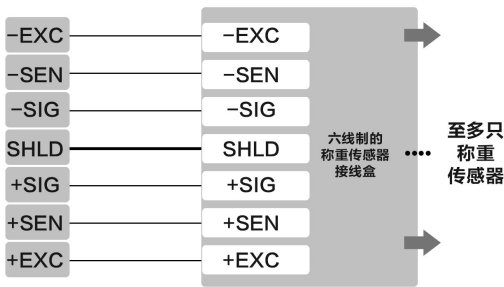 −EXC −EXC
−SEN −SEN
−SIG −SIG
SHLD SHLD
+SIG +SIG
+SEN +SEN
+EXC +EXC
六线制的
称重传感器
接线盒
至多只
称重
传感器